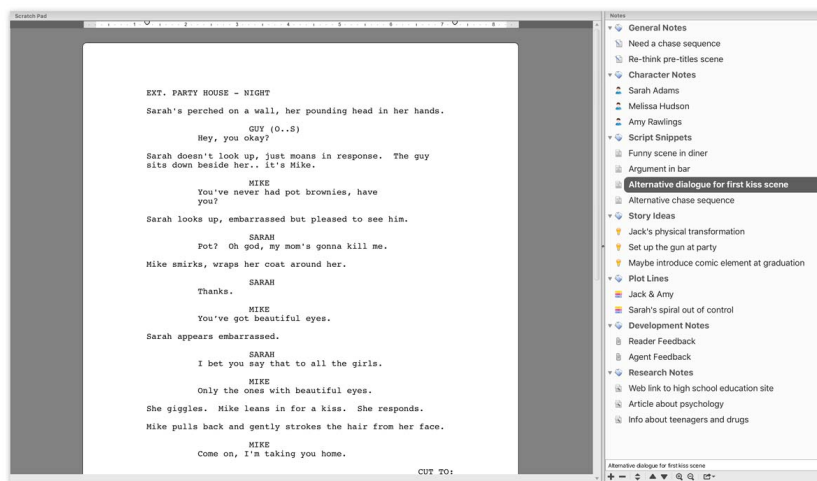 Scratch Pad
1 2 3 4 5 6 7 8
EXT. PARTY HOUSE - NIGHT
Sarah's perched on a wall, her pounding head in her hands.
GUY (O..S)
Hey, you okay?
Sarah doesn't look up, just moans in response. The guy
sits down beside her.. it's Mike.
MIKE
You've never had pot brownies, have
you?
Sarah looks up, embarrassed but pleased to see him.
SARAH
Pot? Oh god, my mom's gonna kill me.
Mike smirks, wraps her coat around her.
SARAH
Thanks.
MIKE
You've got beautiful eyes.
Sarah appears embarrassed.
SARAH
I bet you say that to all the girls.
MIKE
Only the ones with beautiful eyes.
She giggles. Mike leans in for a kiss. She responds.
Mike pulls back and gently strokes the hair from her face.
MIKE
Come on, I'm taking you home.
CUT TO:
Notes
General Notes
Need a chase sequence
Re-think pre-titles scene
Character Notes
Sarah Adams
Melissa Hudson
Amy Rawlings
Script Snippets
Funny scene in diner
Argument in bar
Alternative dialogue for first kiss scene
Alternative chase sequence
Story Ideas
Jack's physical transformation
Set up the gun at party
Maybe introduce comic element at graduation
Plot Lines
Jack & Amy
Sarah's spiral out of control
Development Notes
Reader Feedback
Agent Feedback
Research Notes
Web link to high school education site
Article about psychology
Info about teenagers and drugs
Alternative dialogue for first kiss scene